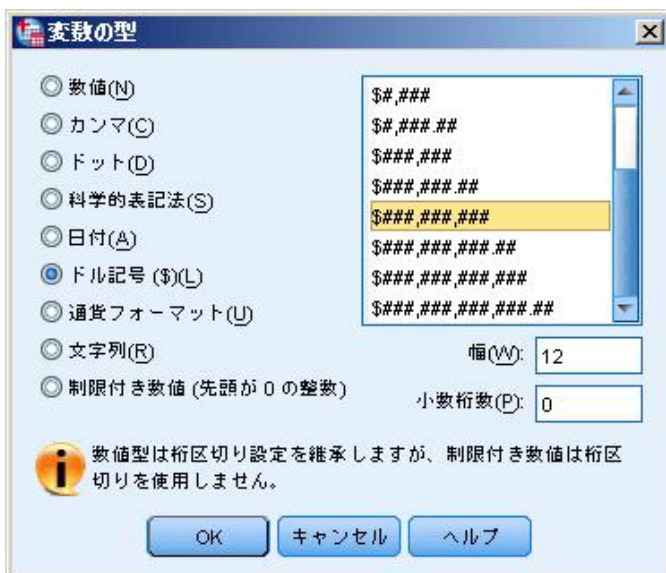 変数の型
数値(N)
カンマ(C)
ドット(D)
科学的表記法(S)
日付(A)
ドル記号 ($)(L)
通貨フォーマット(U)
文字列(R)
制限付き数値 (先頭が 0 の整数)
$#,###
$#,###.##
$###,###
$###,###.##
$###,###,###
$###,###,###.##
$###,###,###,###
$###,###,###,###.##
幅(W): 12
小数桁数(P): 0
数値型は桁区切り設定を継承しますが、制限付き数値は桁区
切りを使用しません。
OK キャンセル ヘルプ